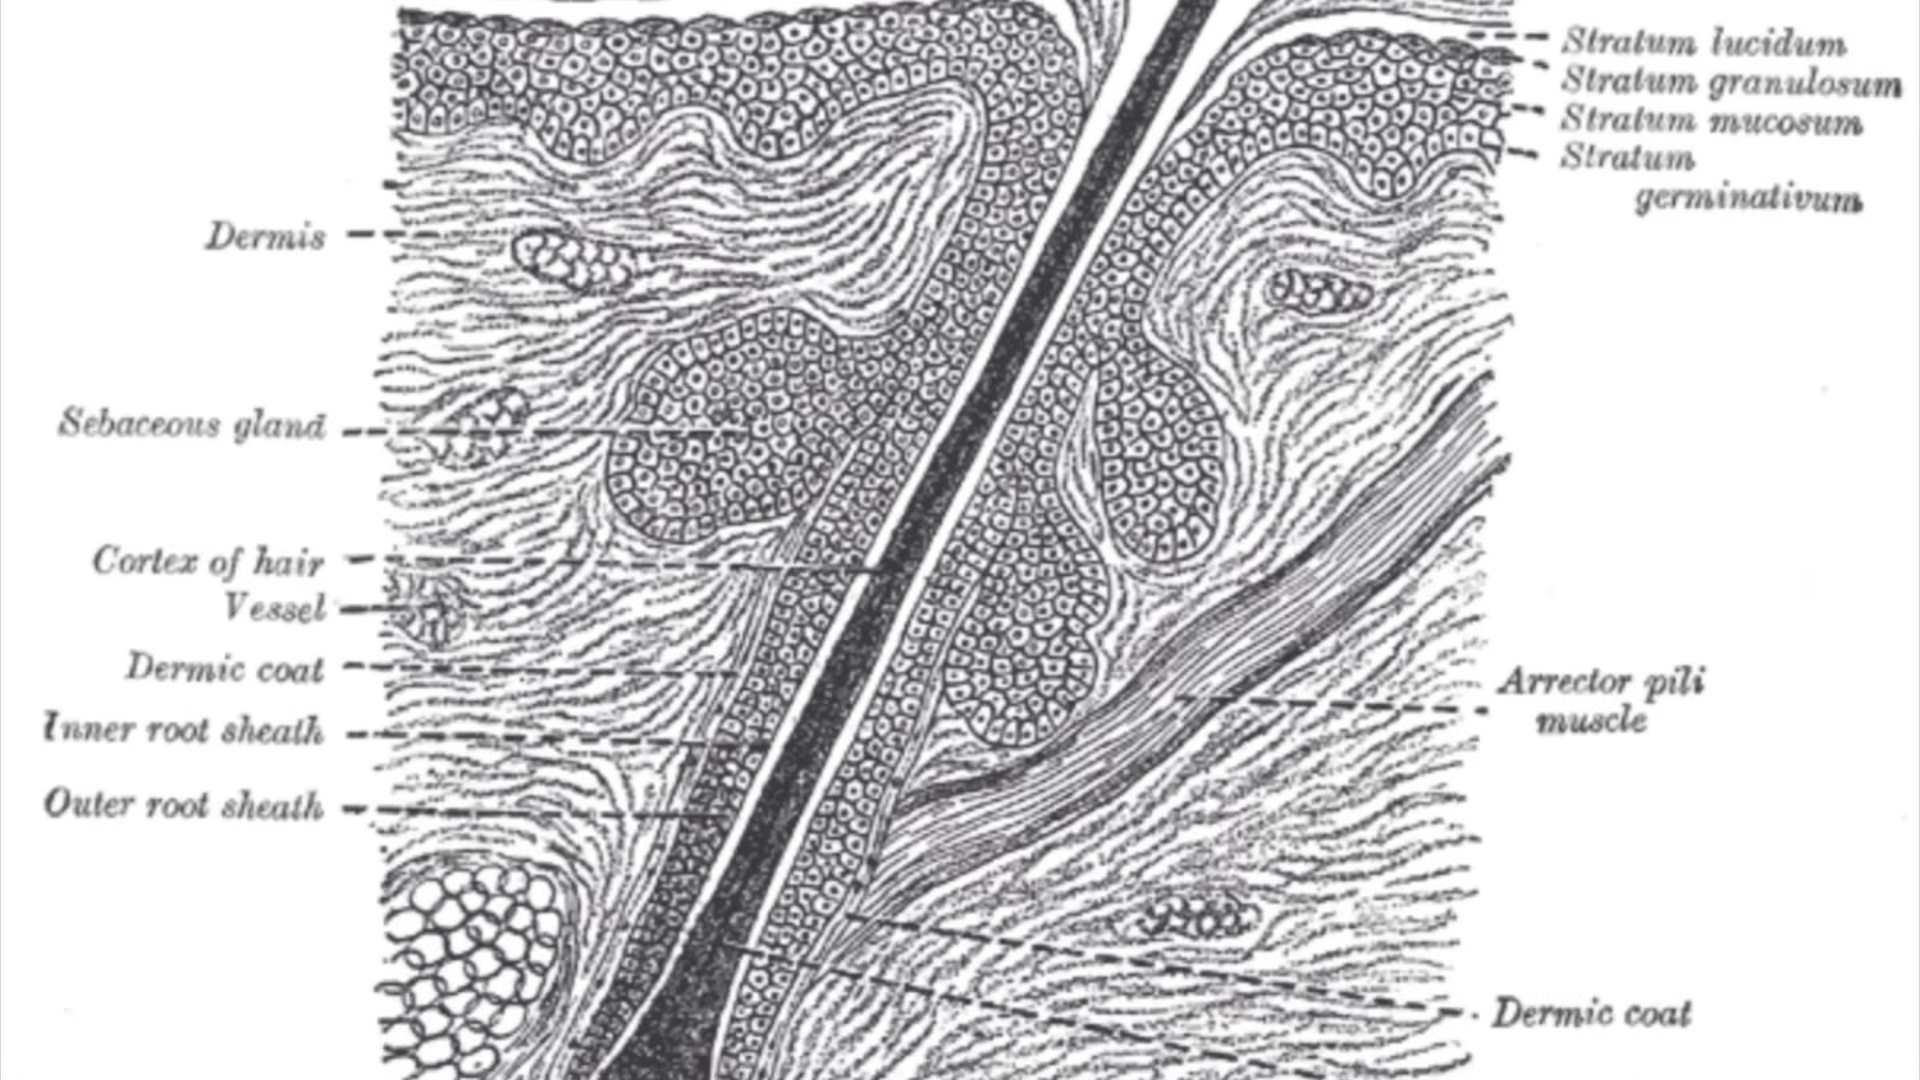 Stratum lucidum
Stratum granulosum
Stratum mucosum
Stratum
germinativum
Dermis
Sebaceous gland
Cortex of hair
Vessel
Dermic coat
Inner root sheath
Outer root sheath
Arrector pili
muscle
Dermic coat